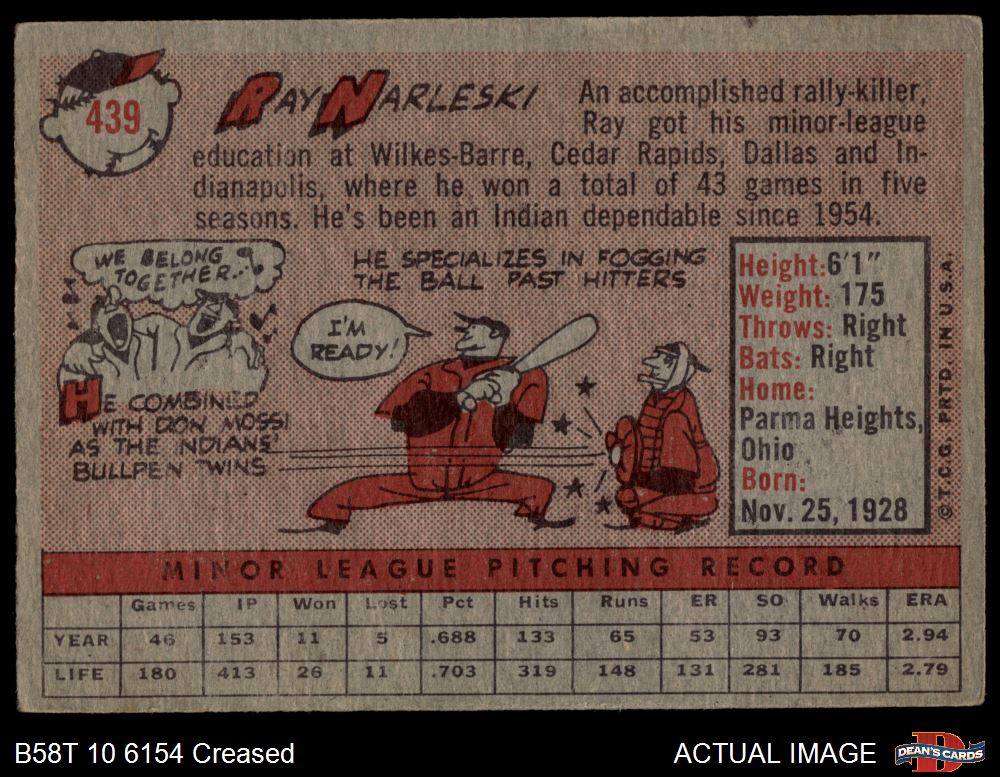 439
RAY NARLESKI
An accomplished rally-killer,
Ray got his minor-league
education at Wilkes-Barre, Cedar Rapids, Dallas and In-
dianapolis, where he won a total of 43 games in five
seasons. He's been an Indian dependable since 1954.
WE BELONG
TOGETHER..
HE COMBINED
WITH DON MOSSI
AS THE NDIANS'
BULLPEN TWINS
HE SPECIALIZES IN FOGGING
THE BALL PAST HITTERS
I'M
READY!
Height: 6'1"
Weight: 175
Throws: Right
Bats: Right
Home:
Parma Heights,
Ohio
Born:
Nov. 25, 1928
© T.C.G. PRTD. IN U.S.A.
MINOR LEAGUE PITCHING RECORD
Games IP Won Lost Pct Hits Runs ER SO Walks ERA
YEAR 46 153 11 5 .688 133 65 53 93 70 2.94
LIFE 180 413 26 11 .703 319 148 131 281 185 2.79
B58T 10 6154 Creased
ACTUAL IMAGE
DEAN'S CARDS